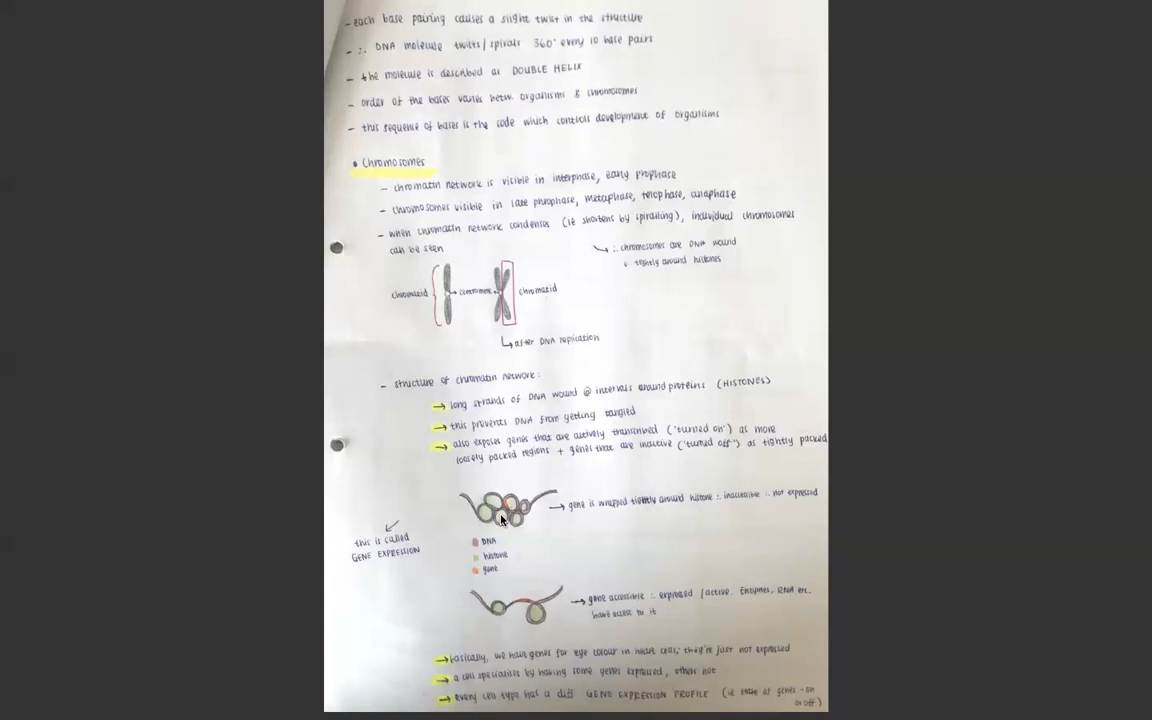 - each base pairing causes a slight twist in the structure
- ∴ DNA molecule twists/spirals 360° every 10 base pairs
- the molecule is described as DOUBLE HELIX
- order of the bases varies betw. organisms & chromosomes
- this sequence of bases is the code which controls development of organisms
• Chromosomes
- chromatin network is visible in interphase, early prophase
- chromosomes visible in late prophase, metaphase, telophase, anaphase
- when chromatin network condenses (ie shortens by spiralling), individual chromosomes
can be seen
∴ chromosomes are DNA wound
v tightly around histones
chromatid
centromere
chromatid
↳ after DNA replication
- structure of chromatin network:
→ long strands of DNA wound @ intervals around proteins (HISTONES)
→ this prevents DNA from getting tangled
→ also exposes genes that are actively transcribed ('turned on') as more
loosely packed regions + genes that are inactive ('turned off') as tightly packed
→ gene is wrapped tightly around histone ∴ inaccessible ∴ not expressed
this is called
GENE EXPRESSION
DNA
histone
gene
→ gene accessible ∴ expressed / active. Enzymes, RNA etc.
have access to it
→ basically, we have genes for eye colour in heart cells, they're just not expressed
→ a cell specialises by having some genes expressed, others not
→ every cell type has a diff GENE EXPRESSION PROFILE (ie state of genes - on
or off)